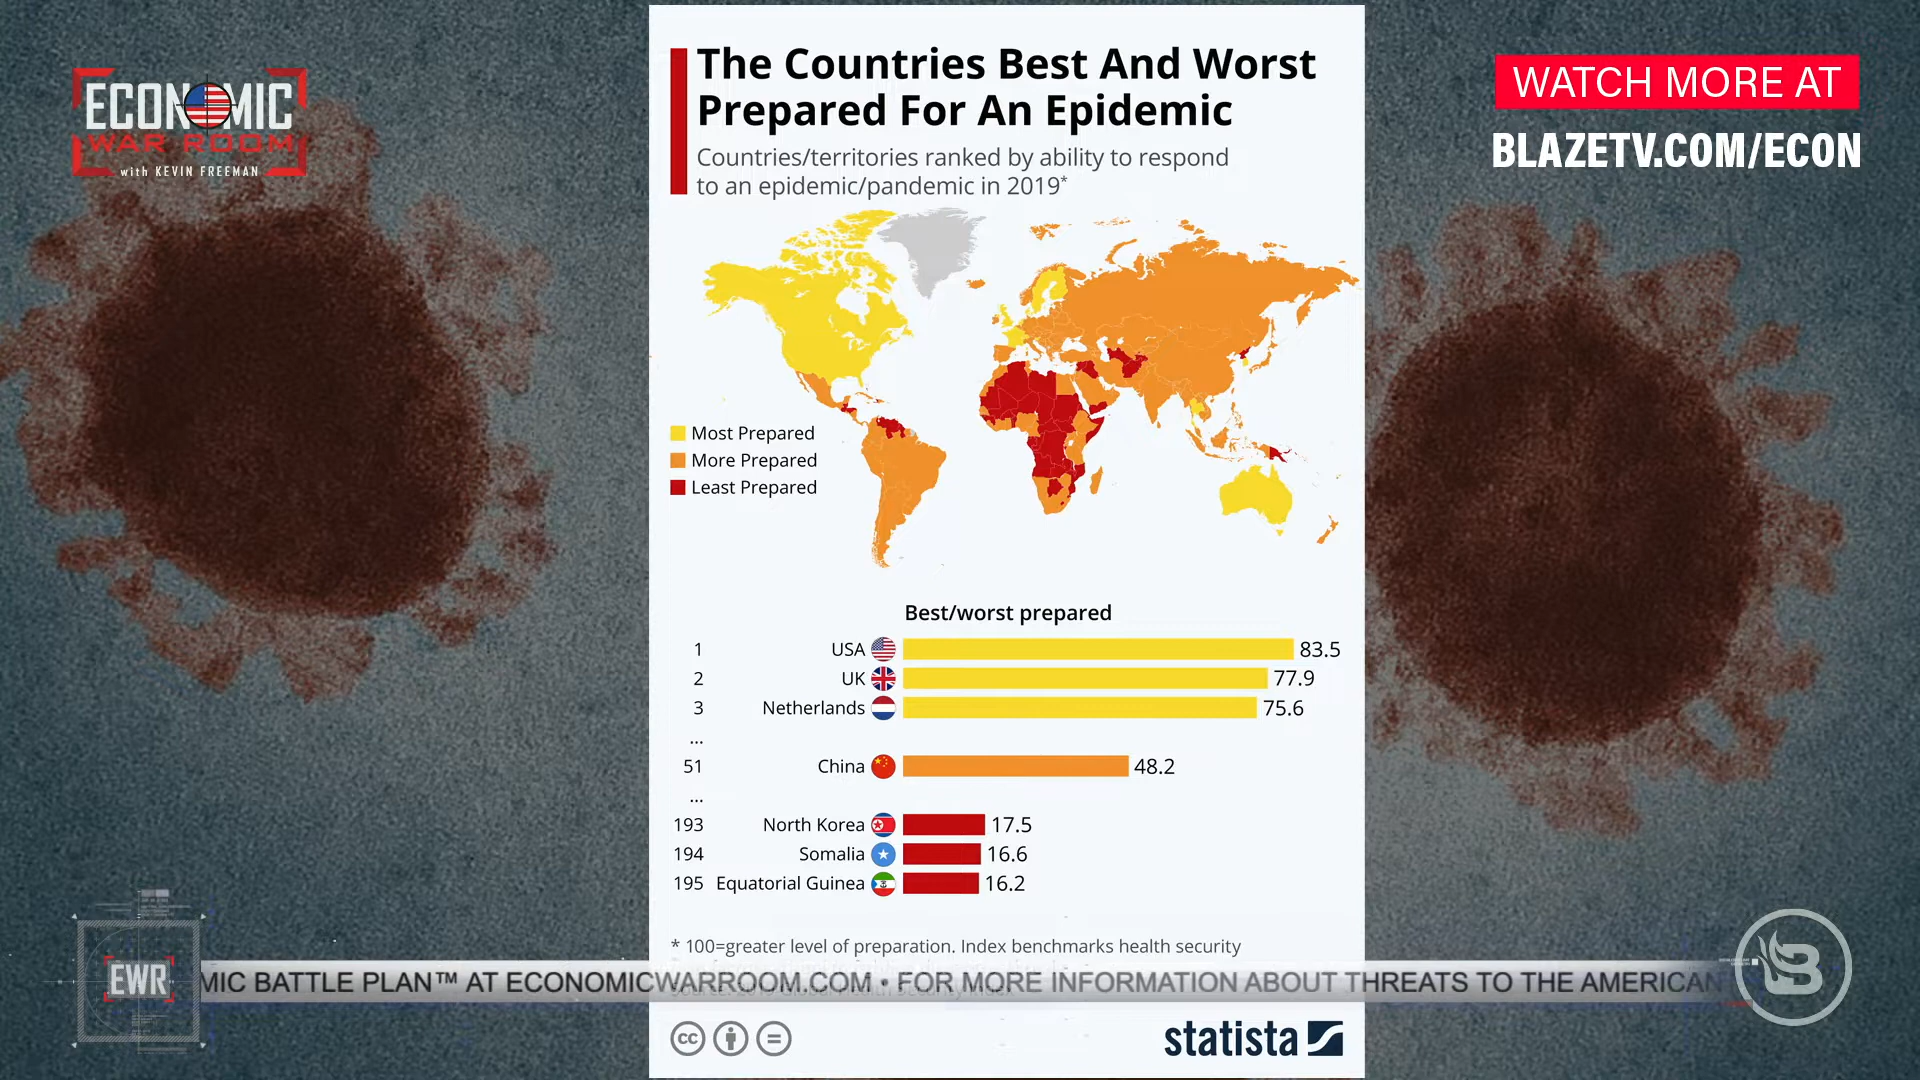 ECONOMIC
WAR ROOM
with KEVIN FREEMAN
WATCH MORE AT
BLAZETV.COM/ECON
The Countries Best And Worst
Prepared For An Epidemic
Countries/territories ranked by ability to respond
to an epidemic/pandemic in 2019*
Most Prepared
More Prepared
Least Prepared
Best/worst prepared
1 USA 83.5
2 UK 77.9
3 Netherlands 75.6
...
51 China 48.2
...
193 North Korea 17.5
194 Somalia 16.6
195 Equatorial Guinea 16.2
* 100=greater level of preparation. Index benchmarks health security
EWR
MIC BATTLE PLAN™ AT ECONOMICWARROOM.COM • FOR MORE INFORMATION ABOUT THREATS TO THE AMERICAN
B
cc
statista